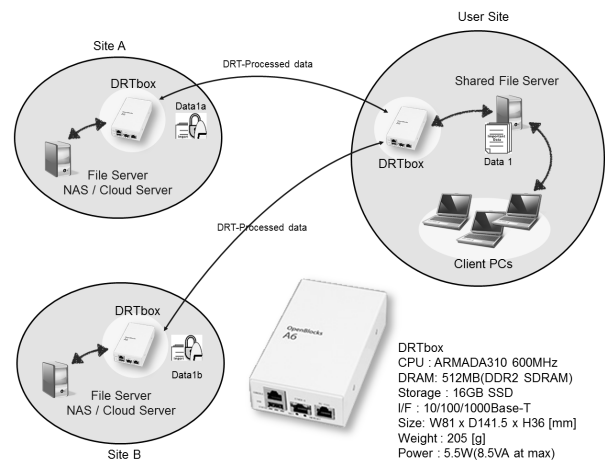 User Site
Site A
DRT-Processed data
DRTbox
Data1a
Shared File Server
DRTbox
Data 1
File Server
NAS / Cloud Server
DRT-Processed data
Client PCs
DRTbox
Data1b
File Server
NAS / Cloud Server
Site B
OpenBlocks
A6
DRTbox
CPU : ARMADA310 600MHz
DRAM: 512MB(DDR2 SDRAM)
Storage : 16GB SSD
I/F : 10/100/1000Base-T
Size: W81 x D141.5 x H36 [mm]
Weight : 205 [g]
Power : 5.5W(8.5VA at max)